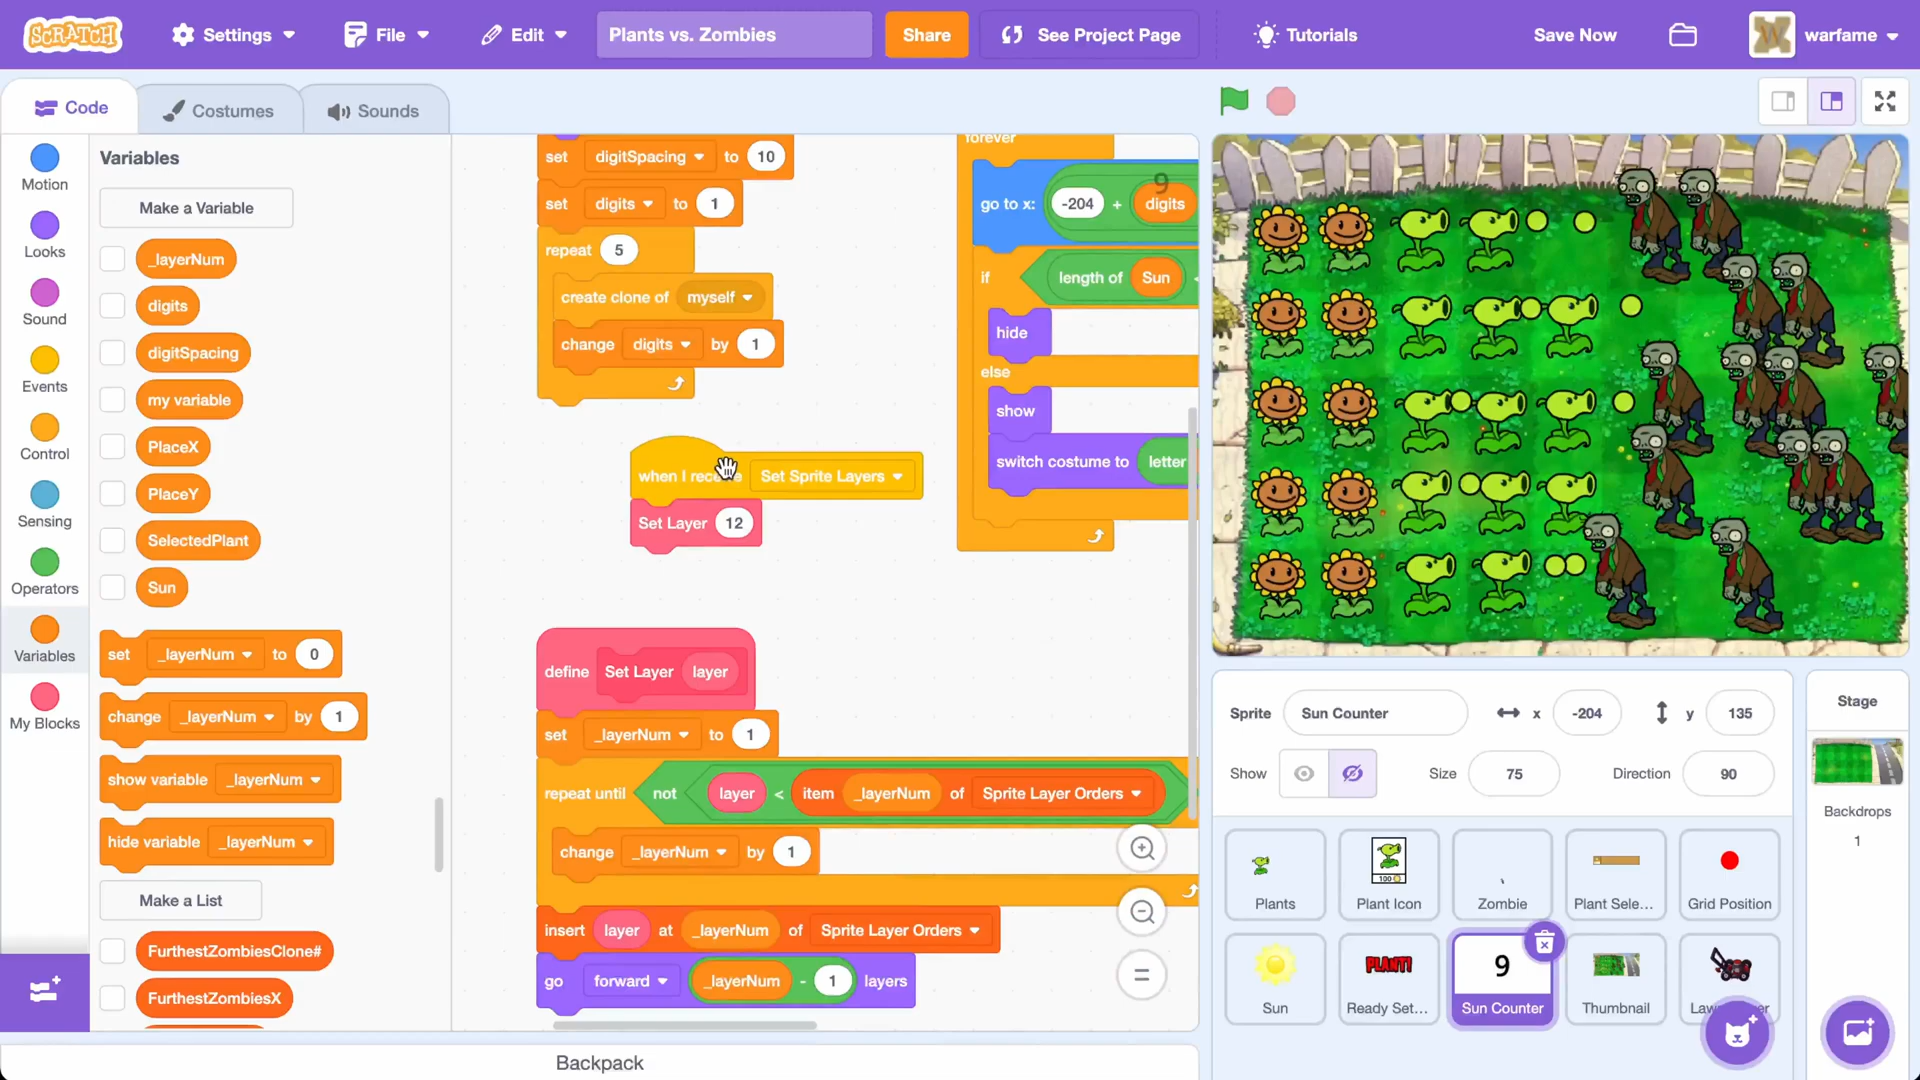 SCRATCH
Settings
File
Edit
Plants vs. Zombies
Share
See Project Page
Tutorials
Save Now
warfame
Code
Costumes
Sounds
Motion
Looks
Sound
Events
Control
Sensing
Operators
Variables
My Blocks
Variables
Make a Variable
_layerNum
digits
digitSpacing
my variable
PlaceX
PlaceY
SelectedPlant
Sun
set _layerNum to 0
change _layerNum by 1
show variable _layerNum
hide variable _layerNum
Make a List
FurthestZombiesClone#
FurthestZombiesX
set digitSpacing to 10
set digits to 1
repeat 5
create clone of myself
change digits by 1
when I Set Sprite Layers
Set Layer 12
define Set Layer layer
set _layerNum to 1
repeat until not layer < item _layerNum of Sprite Layer Orders
change _layerNum by 1
insert layer at _layerNum of Sprite Layer Orders
go forward _layerNum - 1 layers
forever
9
go to x: -204 + digits
if length of Sun <
hide
else
show
switch costume to letter
Backpack
Sprite Sun Counter x -204 y 135
Show Size 75 Direction 90
Plants
100
Plant Icon
Zombie
Plant Sele...
Grid Position
Sun
PLANT!
Ready Set...
9
Sun Counter
Thumbnail
Stage
Backdrops
1